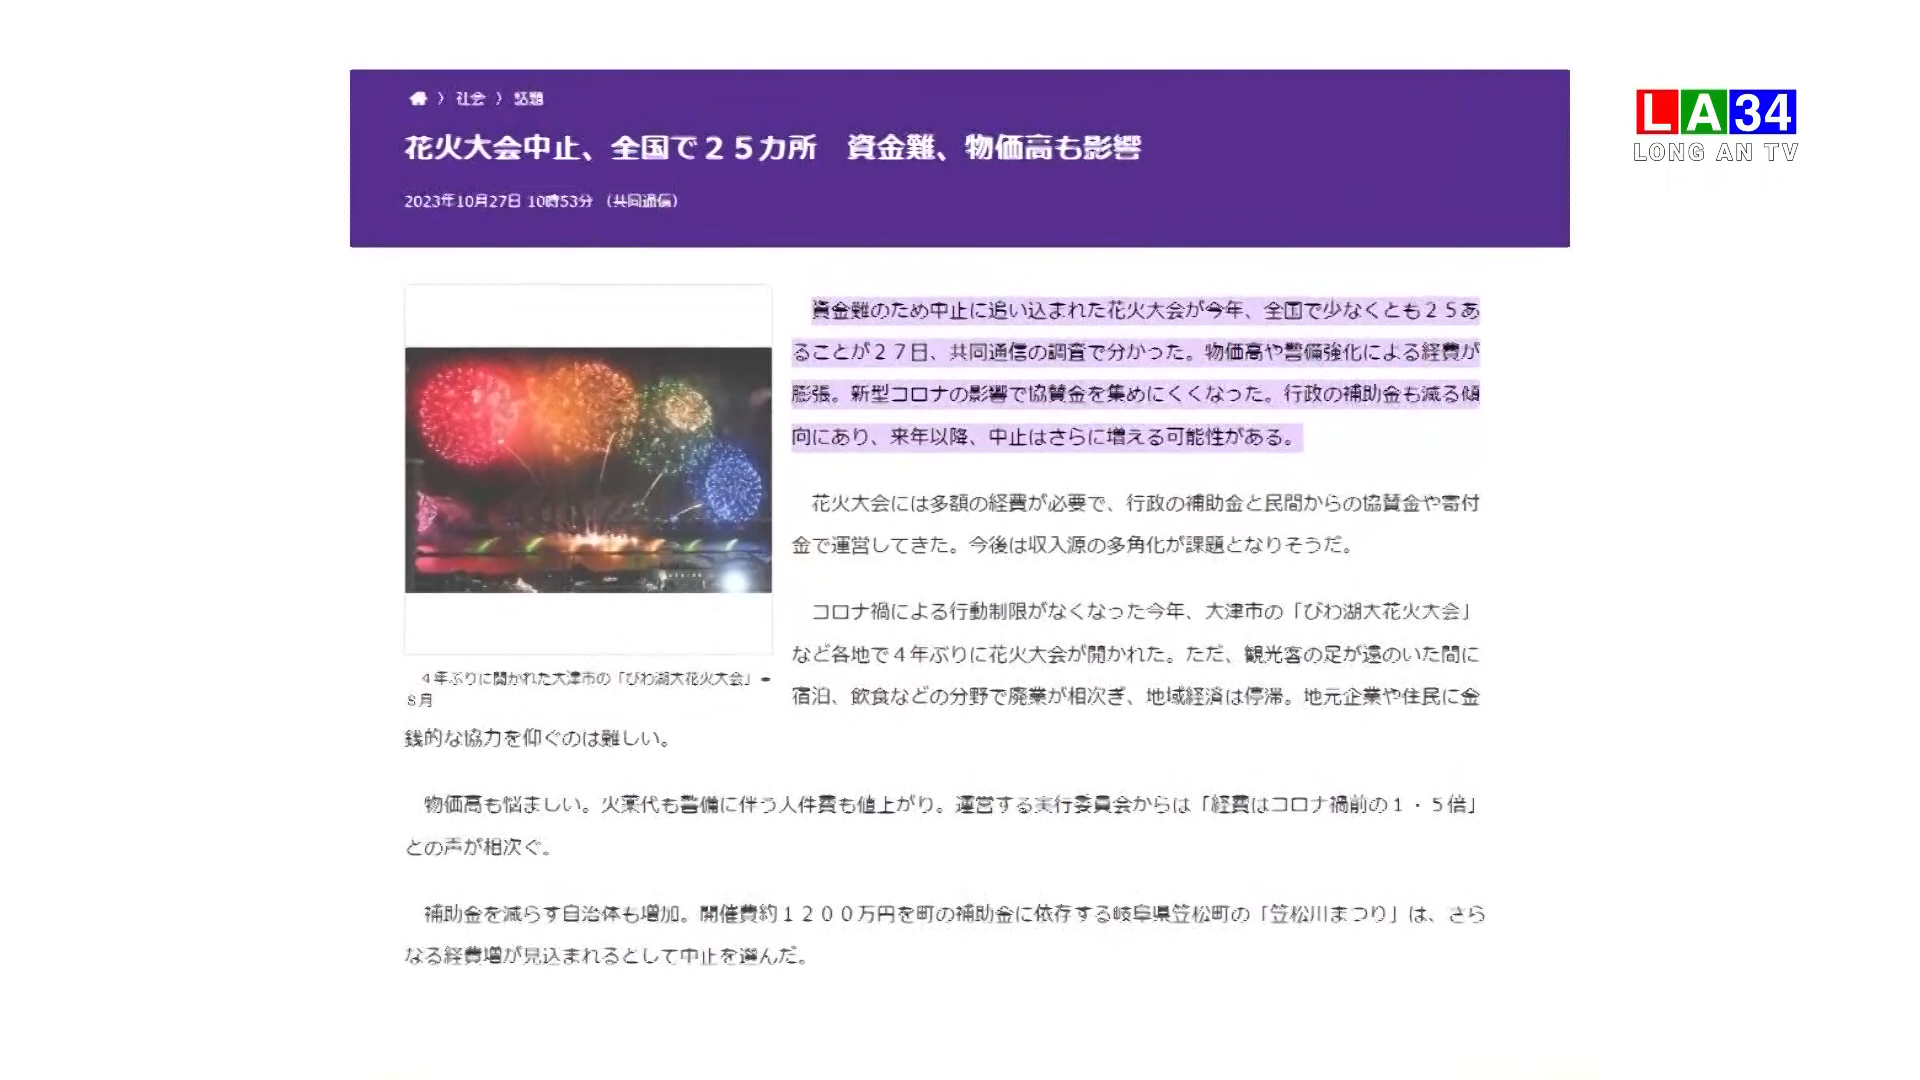 社会 〉 話題
LA34
LONG AN TV
花火大会中止、全国で２５カ所　資金難、物価高も影響
2023年10月27日 10時53分 （共同通信）
資金難のため中止に追い込まれた花火大会が今年、全国で少なくとも２５あ
ることが２７日、共同通信の調査で分かった。物価高や警備強化による経費が
膨張。新型コロナの影響で協賛金を集めにくくなった。行政の補助金も減る傾
向にあり、来年以降、中止はさらに増える可能性がある。
花火大会には多額の経費が必要で、行政の補助金と民間からの協賛金や寄付
金で運営してきた。今後は収入源の多角化が課題となりそうだ。
コロナ禍による行動制限がなくなった今年、大津市の「びわ湖大花火大会」
など各地で４年ぶりに花火大会が開かれた。ただ、観光客の足が遠のいた間に
宿泊、飲食などの分野で廃業が相次ぎ、地域経済は停滞。地元企業や住民に金
４年ぶりに開かれた大津市の「びわ湖大花火大会」＝
８月
銭的な協力を仰ぐのは難しい。
物価高も悩ましい。火薬代も警備に伴う人件費も値上がり。運営する実行委員会からは「経費はコロナ禍前の１・５倍」
との声が相次ぐ。
補助金を減らす自治体も増加。開催費約１２００万円を町の補助金に依存する岐阜県笠松町の「笠松川まつり」は、さら
なる経費増が見込まれるとして中止を選んだ。